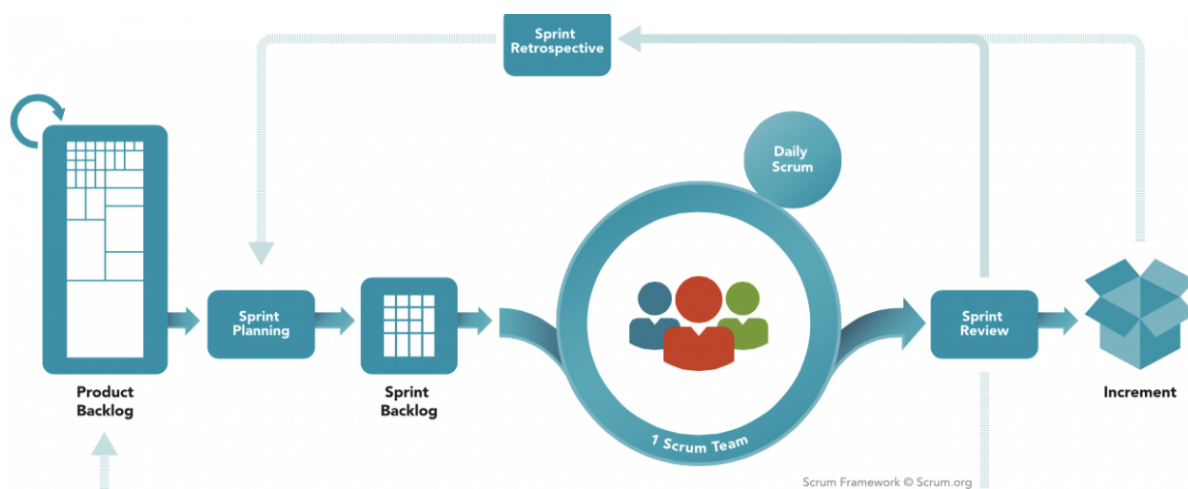 Sprint
Retrospective
Daily
Scrum
Sprint
Planning
Sprint
Review
Product
Backlog
Sprint
Backlog
Increment
1 Scrum Team
Scrum Framework © Scrum.org